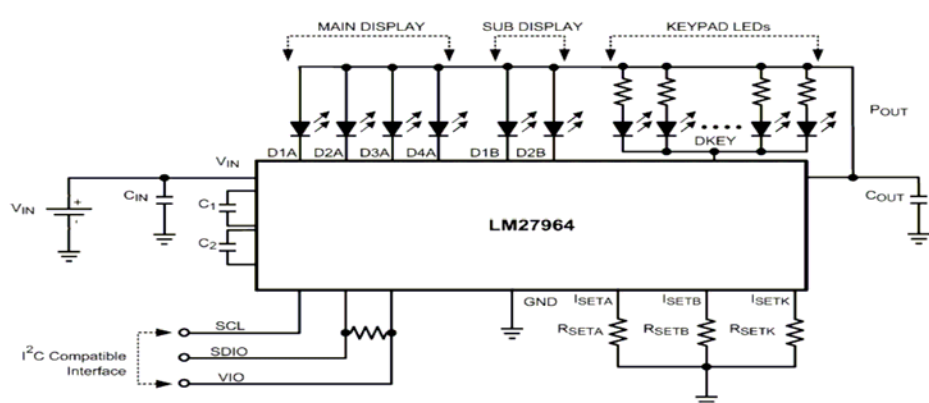 MAIN DISPLAY SUB DISPLAY KEYPAD LEDs
POUT
D1A D2A D3A D4A D1B D2B DKEY
VIN
VIN CIN C1 C2 LM27964 COUT
GND ISETA ISETB ISETK
RSETA RSETB RSETK
SCL
SDIO
VIO
I²C Compatible
Interface